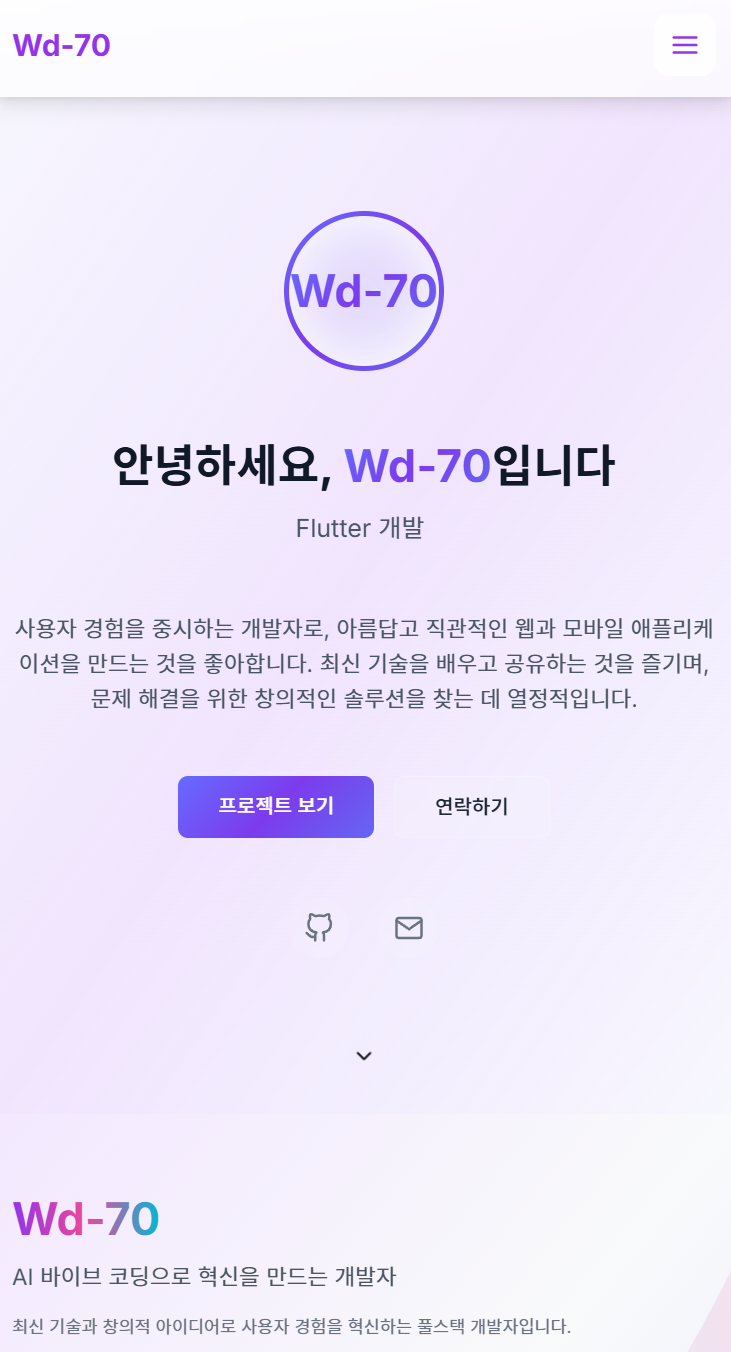 Wd-70
Wd-70
안녕하세요, Wd-70입니다
Flutter 개발
사용자 경험을 중시하는 개발자로, 아름답고 직관적인 웹과 모바일 애플리케
이션을 만드는 것을 좋아합니다. 최신 기술을 배우고 공유하는 것을 즐기며,
문제 해결을 위한 창의적인 솔루션을 찾는 데 열정적입니다.
프로젝트 보기
연락하기
Wd-70
AI 바이브 코딩으로 혁신을 만드는 개발자
최신 기술과 창의적 아이디어로 사용자 경험을 혁신하는 풀스택 개발자입니다.